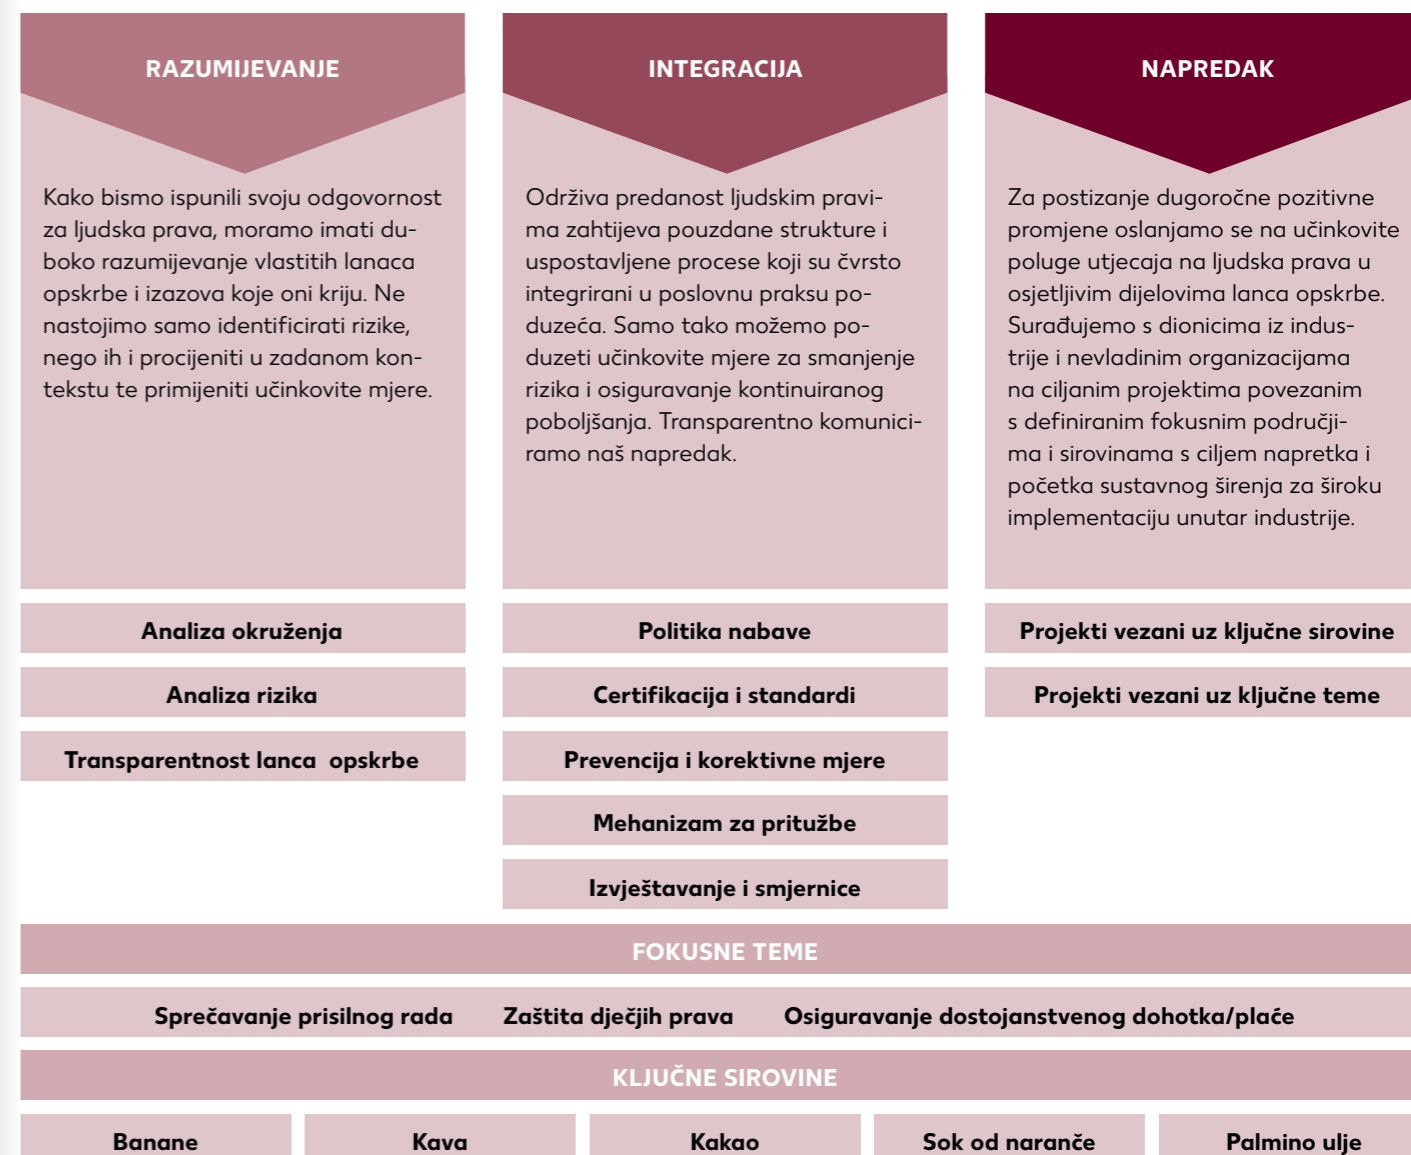 RAZUMIJEVANJE
Kako bismo ispunili svoju odgovornost
za ljudska prava, moramo imati du-
boko razumijevanje vlastitih lanaca
opskrbe i izazova koje oni kriju. Ne
nastojimo samo identificirati rizike,
nego ih i procijeniti u zadanom kon-
tekstu te primijeniti učinkovite mjere.
Analiza okruženja
Analiza rizika
Transparentnost lanca opskrbe
INTEGRACIJA
Održiva predanost ljudskim pravi-
ma zahtijeva pouzdane strukture i
uspostavljene procese koji su čvrsto
integrirani u poslovnu praksu po-
duzeća. Samo tako možemo po-
duzeti učinkovite mjere za smanjenje
rizika i osiguravanje kontinuiranog
poboljšanja. Transparentno komunici-
ramo naš napredak.
Politika nabave
Certifikacija i standardi
Prevencija i korektivne mjere
Mehanizam za pritužbe
Izvještavanje i smjernice
NAPREDAK
Za postizanje dugoročne pozitivne
promjene oslanjamo se na učinkovite
poluge utjecaja na ljudska prava u
osjetljivim dijelovima lanca opskrbe.
Surađujemo s dionicima iz indus-
trije i nevladinim organizacijama
na ciljanim projektima povezanim
s definiranim fokusnim područji-
ma i sirovinama s ciljem napretka i
početka sustavnog širenja za široku
implementaciju unutar industrije.
Projekti vezani uz ključne sirovine
Projekti vezani uz ključne teme
FOKUSNE TEME
Sprečavanje prisilnog rada Zaštita dječjih prava Osiguravanje dostojanstvenog dohotka/plaće
KLJUČNE SIROVINE
Banane Kava Kakao Sok od naranče Palmino ulje